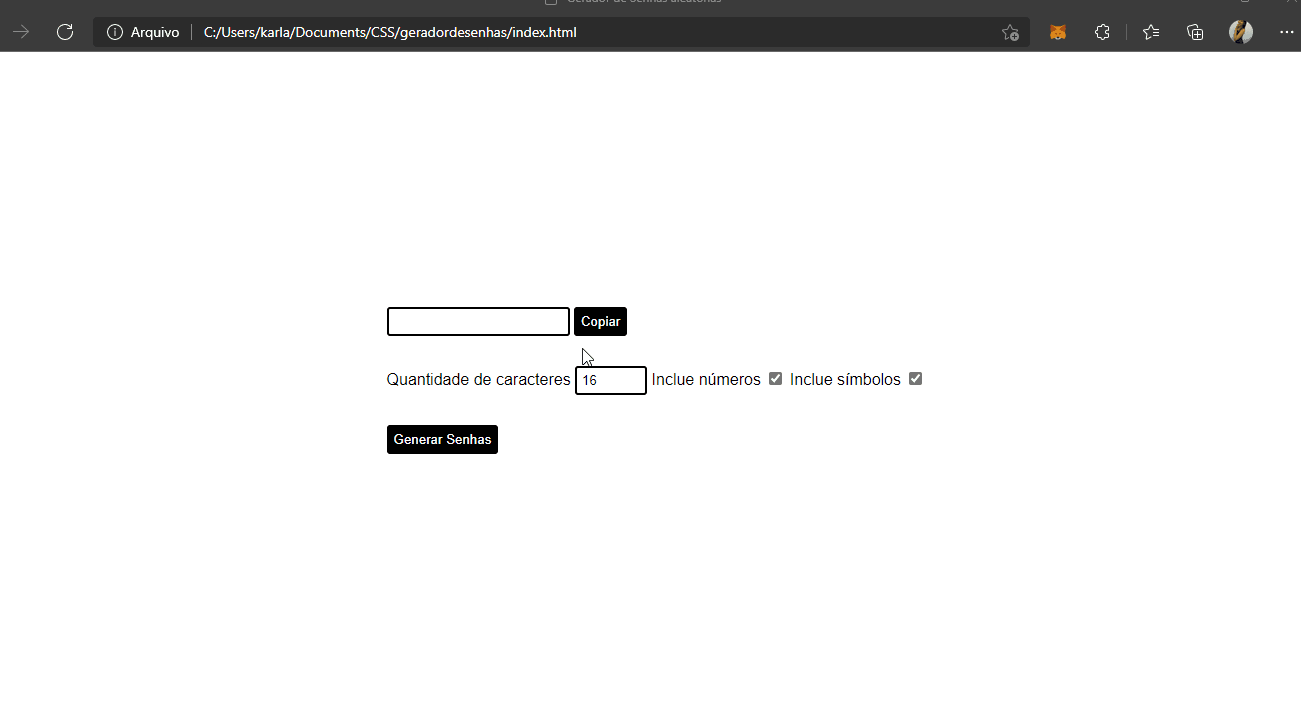 Gerador de Senhas aleatórias
Arquivo C:/Users/karla/Documents/CSS/geradordesenhas/index.html
Copiar
Quantidade de caracteres 16 Inclue números Inclue símbolos
Generar Senhas